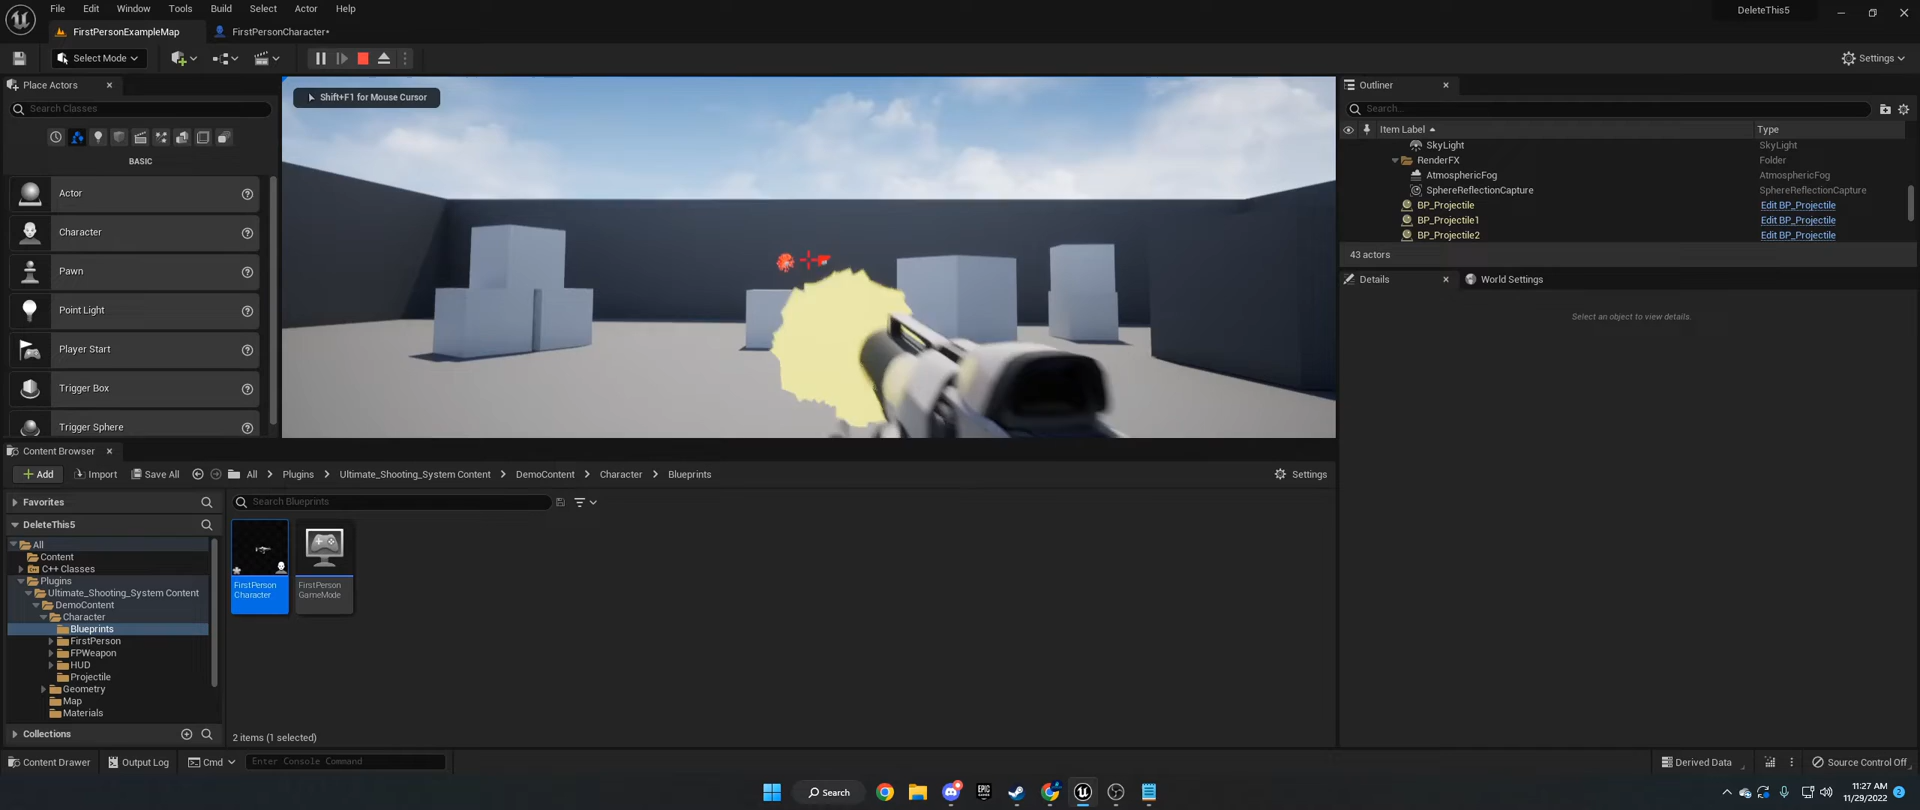 File Edit Window Tools Build Select Actor Help
DeleteThis5
FirstPersonExampleMap
FirstPersonCharacter*
Select Mode
Settings
Place Actors
Search Classes
BASIC
Actor
Character
Pawn
Point Light
Player Start
Trigger Box
Trigger Sphere
Shift+F1 for Mouse Cursor
Outliner
Search...
Item Label
Type
SkyLight
SkyLight
RenderFX
Folder
AtmosphericFog
AtmosphericFog
SphereReflectionCapture
SphereReflectionCapture
BP_Projectile
Edit BP_Projectile
BP_Projectile1
Edit BP_Projectile
BP_Projectile2
Edit BP_Projectile
43 actors
Details
World Settings
Select an object to view details.
Content Browser
Add
Import
Save All
All
Plugins
Ultimate_Shooting_System Content
DemoContent
Character
Blueprints
Settings
Favorites
DeleteThis5
All
Content
C++ Classes
Plugins
Ultimate_Shooting_System Content
DemoContent
Character
Blueprints
FirstPerson
FPWeapon
HUD
Projectile
Geometry
Map
Materials
Collections
Search Blueprints
FirstPerson
Character
FirstPerson
GameMode
2 items (1 selected)
Content Drawer
Output Log
Cmd
Enter Console Command
Derived Data
Source Control Off
Search
EPIC
11:27 AM
11/29/2022
2